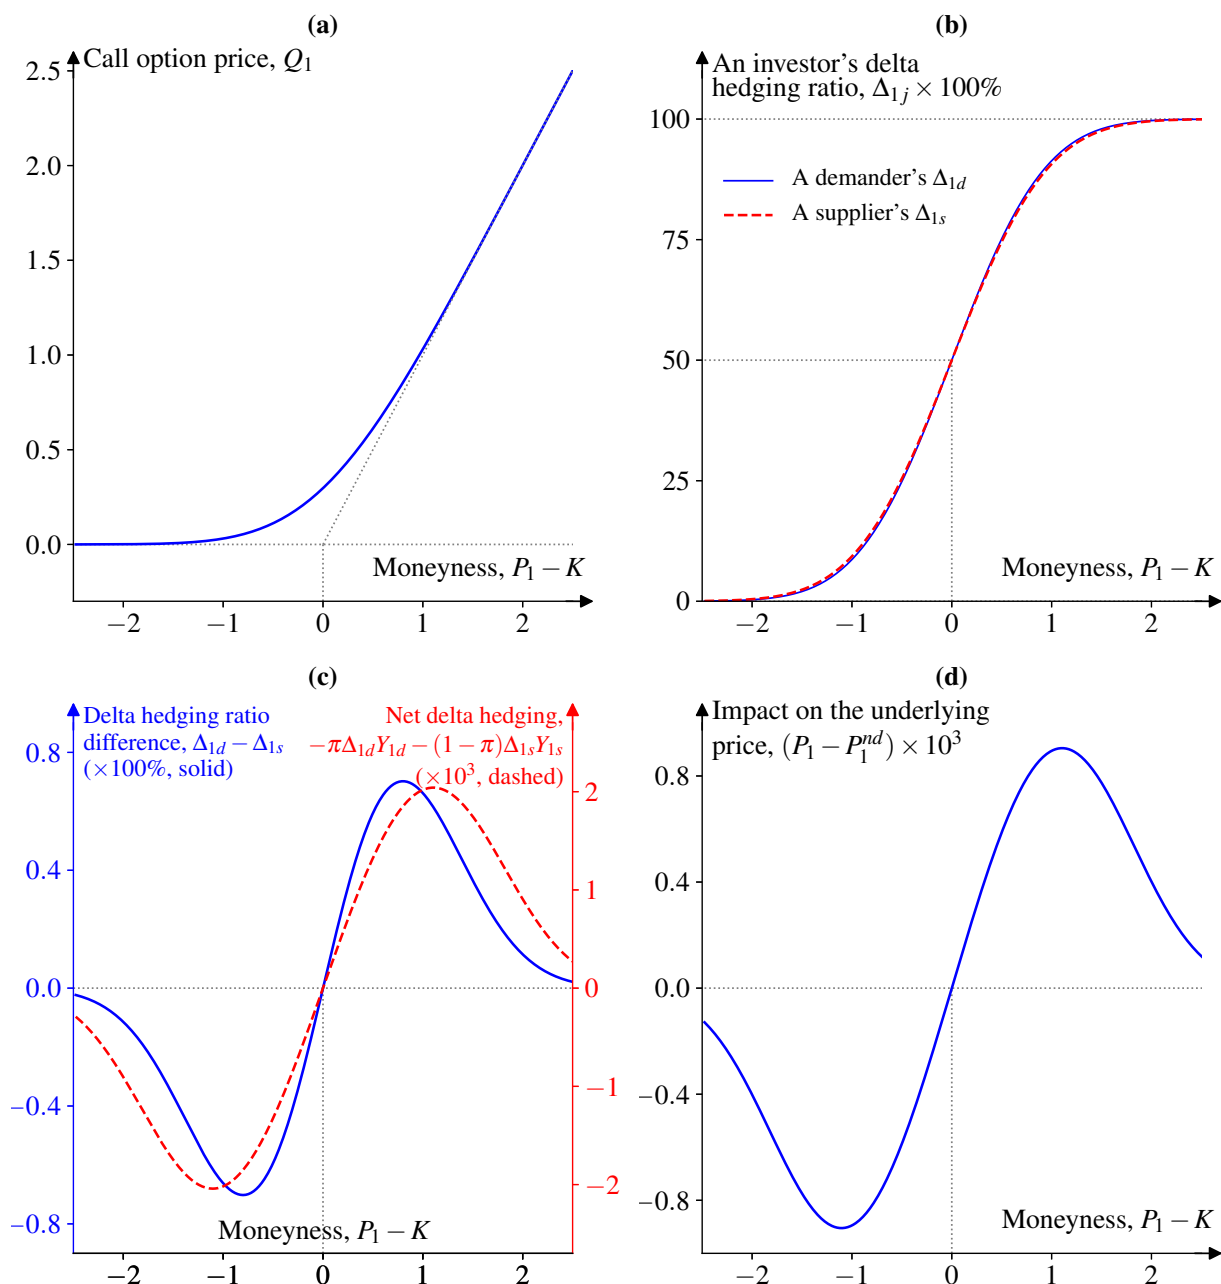 (a)
Call option price, Q₁
2.5
2.0
1.5
1.0
0.5
0.0
Moneyness, P₁ − K
−2 −1 0 1 2
(b)
An investor's delta
hedging ratio, Δ₁ⱼ × 100%
100
A demander's Δ₁d
A supplier's Δ₁s
75
50
25
0
Moneyness, P₁ − K
−2 −1 0 1 2
(c)
Delta hedging ratio
difference, Δ₁d − Δ₁s
(×100%, solid)
Net delta hedging,
−πΔ₁dY₁d − (1 − π)Δ₁sY₁s
(×10³, dashed)
0.8
0.4
0.0
−0.4
−0.8
2
1
0
−1
−2
Moneyness, P₁ − K
−2 −1 0 1 2
(d)
Impact on the underlying
price, (P₁ − P₁ⁿᵈ) × 10³
0.8
0.4
0.0
−0.4
−0.8
Moneyness, P₁ − K
−2 −1 0 1 2